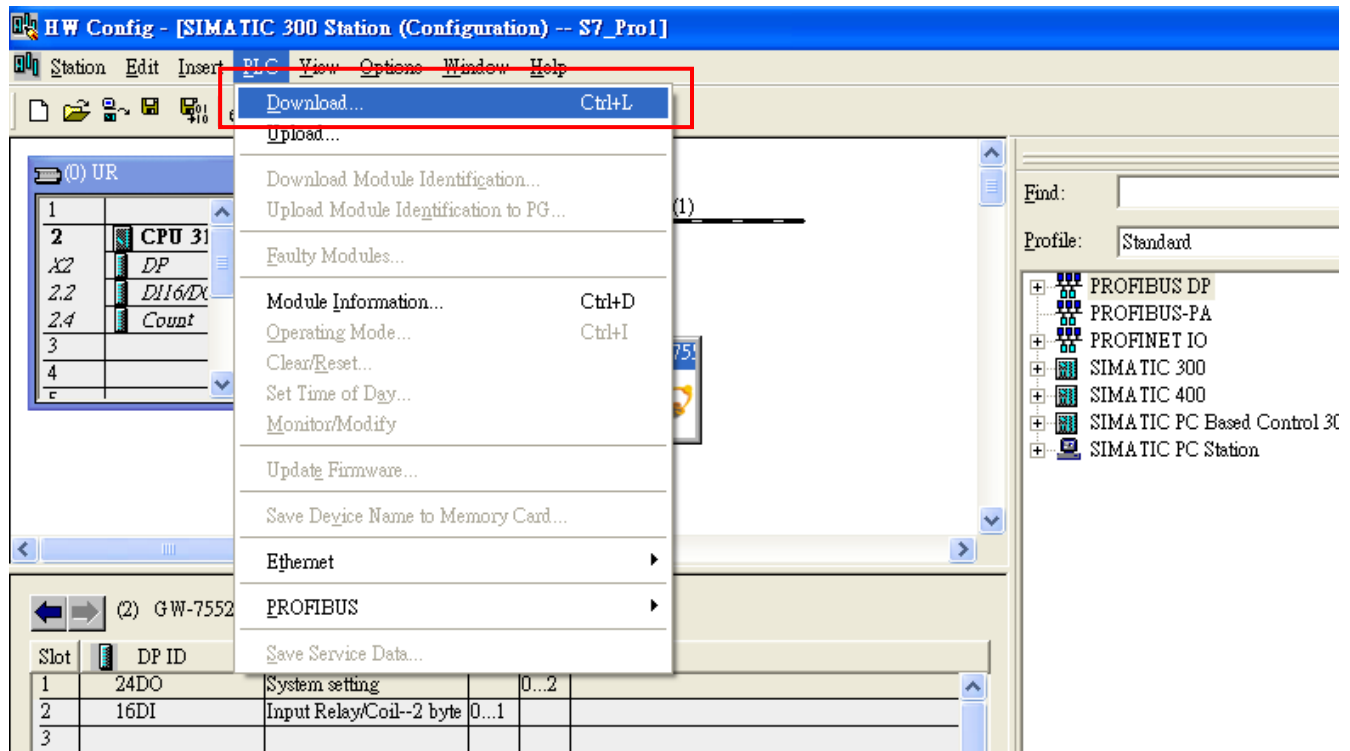 HW Config - [SIMATIC 300 Station (Configuration) -- S7_Pro1]
Station Edit Insert PLC View Options Window Help
Download... Ctrl+L
Upload...
Download Module Identification...
Upload Module Identification to PG...
Faulty Modules...
Module Information... Ctrl+D
Operating Mode... Ctrl+I
Clear/Reset...
Set Time of Day...
Monitor/Modify
Update Firmware...
Save Device Name to Memory Card...
Ethernet
PROFIBUS
Save Service Data...
(0) UR
1
2 CPU 31
X2 DP
2.2 DI16/DO
2.4 Count
3
4
5
(1)
755
Find:
Profile: Standard
PROFIBUS DP
PROFIBUS-PA
PROFINET IO
SIMATIC 300
SIMATIC 400
SIMATIC PC Based Control 30
SIMATIC PC Station
(2) GW-7552
Slot DP ID
1 24DO System setting 0...2
2 16DI Input Relay/Coil--2 byte 0...1
3